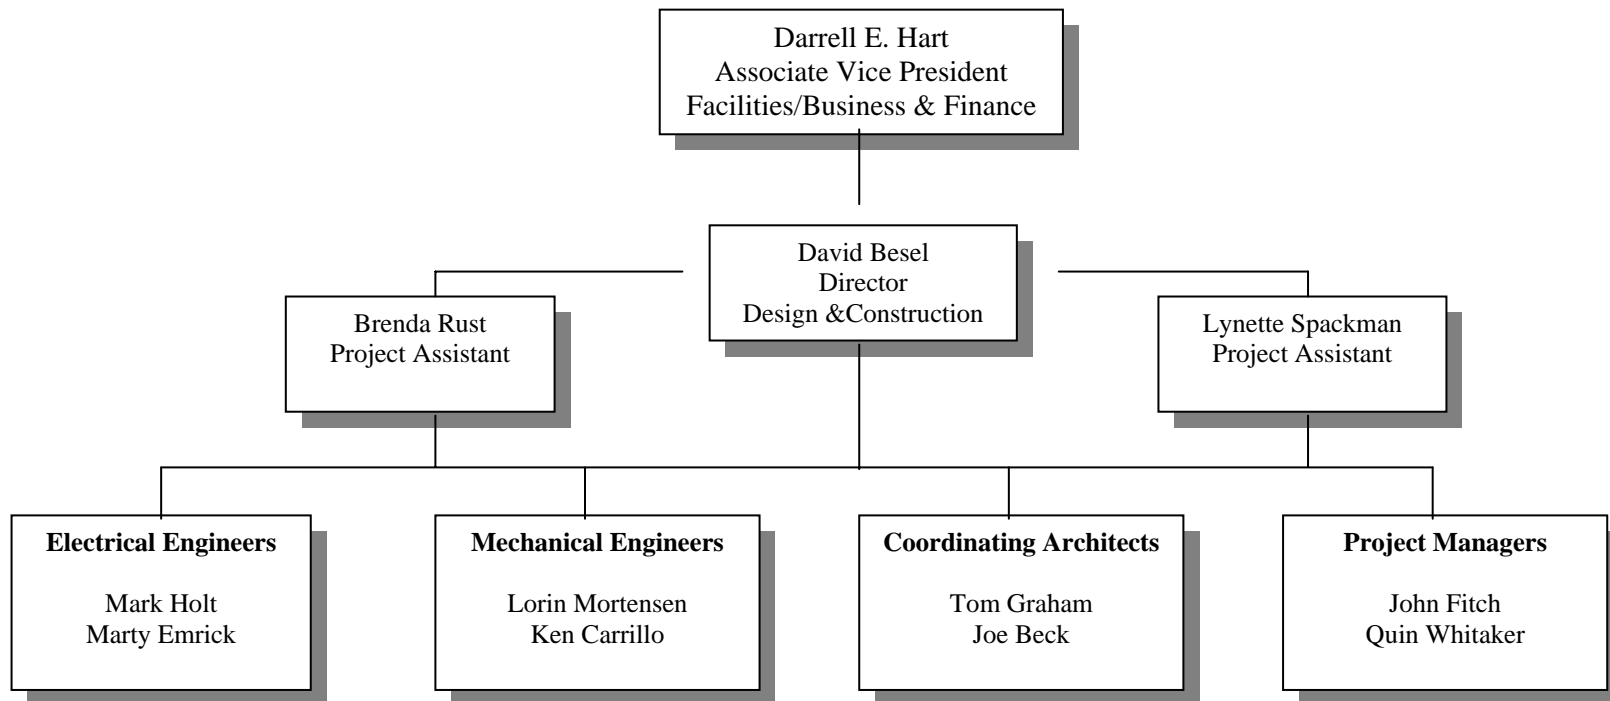 Darrell E. Hart
Associate Vice President
Facilities/Business & Finance
David Besel
Director
Design &Construction
Brenda Rust
Project Assistant
Lynette Spackman
Project Assistant
Electrical Engineers
Mark Holt
Marty Emrick
Mechanical Engineers
Lorin Mortensen
Ken Carrillo
Coordinating Architects
Tom Graham
Joe Beck
Project Managers
John Fitch
Quin Whitaker